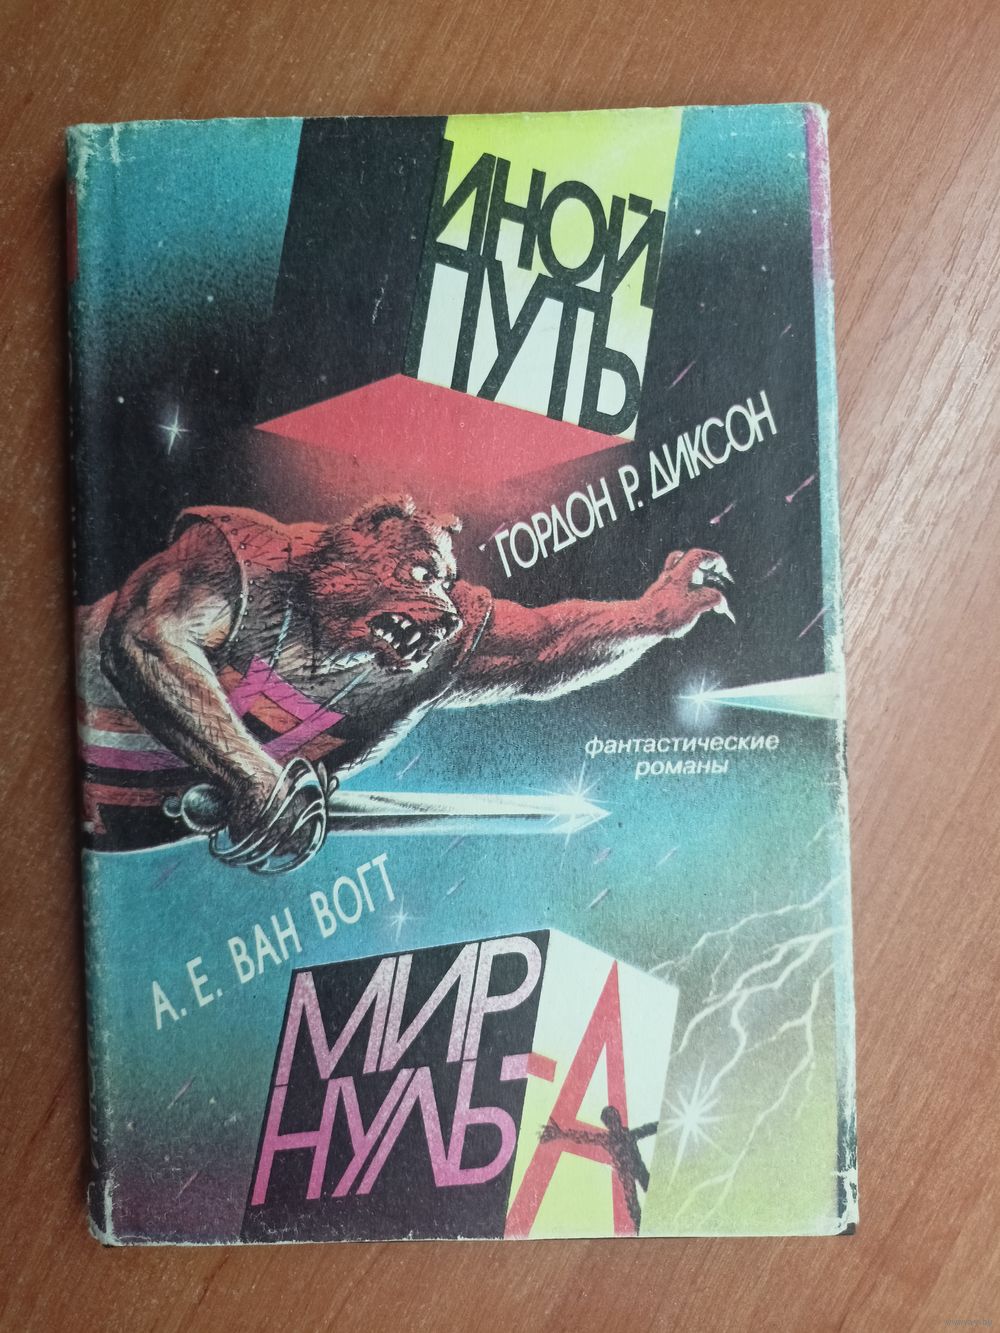 ИНОЙ
ПУТЬ
ГОРДОН Р. ДИКСОН
фантастические
романы
А. Е. ВАН ВОГТ
МИР
НУЛЬ-А